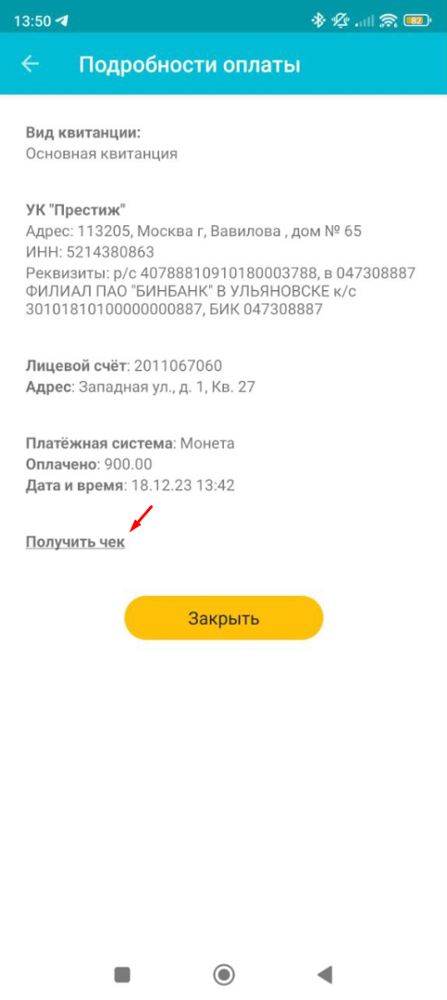 13:50
82
Подробности оплаты
Вид квитанции:
Основная квитанция
УК "Престиж"
Адрес: 113205, Москва г, Вавилова , дом № 65
ИНН: 5214380863
Реквизиты: р/с 40788810910180003788, в 047308887
ФИЛИАЛ ПАО "БИНБАНК" В УЛЬЯНОВСКЕ к/с
30101810100000000887, БИК 047308887
Лицевой счёт: 2011067060
Адрес: Западная ул., д. 1, Кв. 27
Платёжная система: Монета
Оплачено: 900.00
Дата и время: 18.12.23 13:42
Получить чек
Закрыть